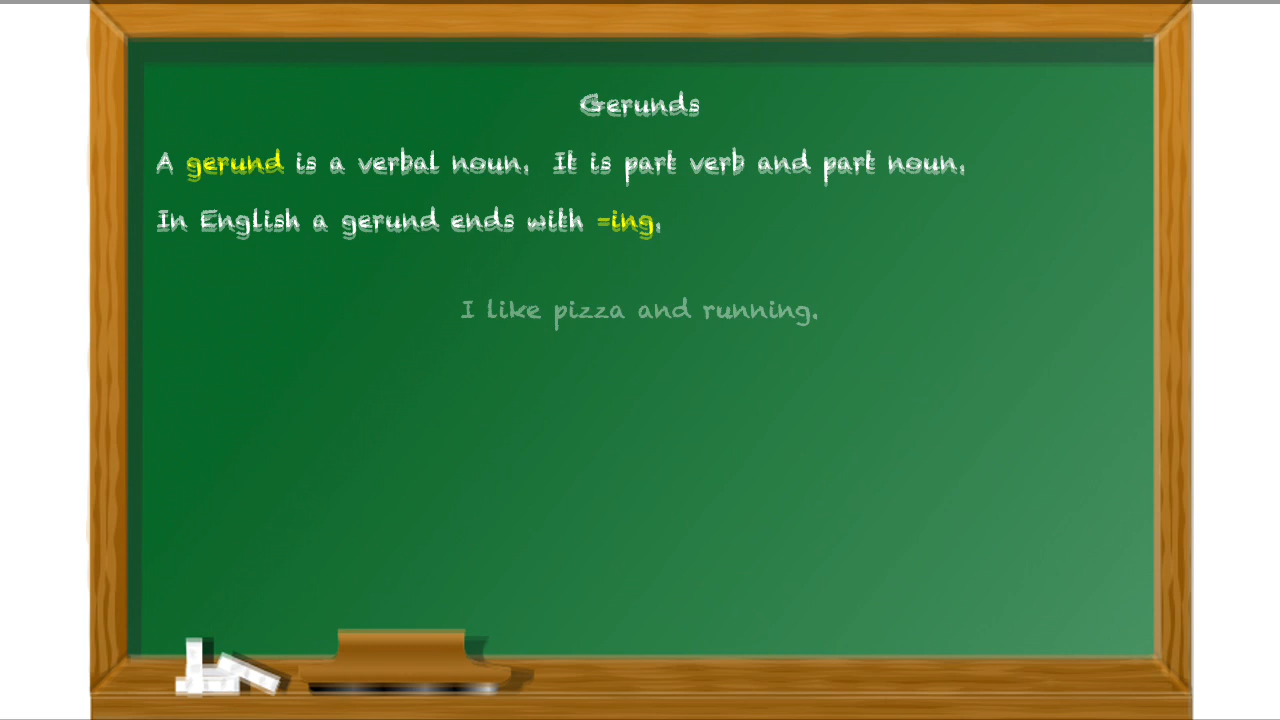 Gerunds
A gerund is a verbal noun. It is part verb and part noun.
In English a gerund ends with =ing.
I like pizza and running.